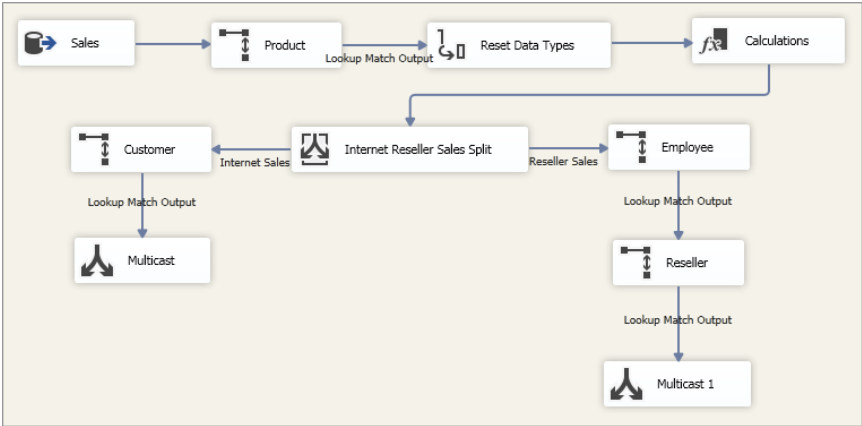 Sales
Product
Lookup Match Output
Reset Data Types
Calculations
Customer
Internet Sales
Internet Reseller Sales Split
Reseller Sales
Employee
Lookup Match Output
Lookup Match Output
Multicast
Reseller
Lookup Match Output
Multicast 1